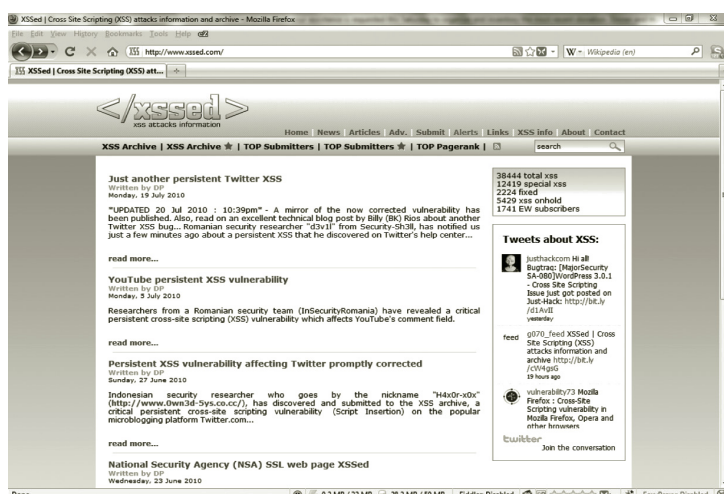 XSSed | Cross Site Scripting (XSS) attacks information and archive - Mozilla Firefox
File Edit View History Bookmarks Tools Help
http://www.xssed.com/
Wikipedia (en)
XSSed | Cross Site Scripting (XSS) att...
</xssed>
xss attacks information
Home | News | Articles | Adv. | Submit | Alerts | Links | XSS info | About | Contact
XSS Archive | XSS Archive ★ | TOP Submitters | TOP Submitters ★ | TOP Pagerank |
search
Just another persistent Twitter XSS
Written by DP
Monday, 19 July 2010
"UPDATED 20 Jul 2010 : 10:39pm" - A mirror of the now corrected vulnerability has
been published. Also, read on an excellent technical blog post by Billy (BK) Rios about another
Twitter XSS bug... Romanian security researcher "d3v1l" from Security-Sh3ll, has notified us
just a few minutes ago about a persistent XSS that he discovered on Twitter's help center...
read more...
YouTube persistent XSS vulnerability
Written by DP
Monday, 5 July 2010
Researchers from a Romanian security team (InSecurityRomania) have revealed a critical
persistent cross-site scripting (XSS) vulnerability which affects YouTube's comment field.
read more...
Persistent XSS vulnerability affecting Twitter promptly corrected
Written by DP
Sunday, 27 June 2010
Indonesian security researcher who goes by the nickname "H4x0r-x0x"
(http://www.0wn3d-5ys.co.cc/), has discovered and submitted to the XSS archive, a
critical persistent cross-site scripting vulnerability (Script Insertion) on the popular
microblogging platform Twitter.com...
read more...
National Security Agency (NSA) SSL web page XSSed
Written by DP
Wednesday, 23 June 2010
38444 total xss
12419 special xss
2224 fixed
5429 xss onhold
1741 EW subscribers
Tweets about XSS:
justhackcom Hi all!
Bugtraq: [MajorSecurity
SA-080]WordPress 3.0.1
- Cross Site Scripting
Issue just got posted on
Just-Hack: http://bit.ly
/d1AvII
yesterday
feed
g070_feed XSSed | Cross
Site Scripting (XSS)
attacks information and
archive http://bit.ly
/cW4gsG
19 hours ago
vulnerability73 Mozilla
Firefox : Cross-Site
Scripting vulnerability in
Mozilla Firefox, Opera and
other browsers
twitter
Join the conversation